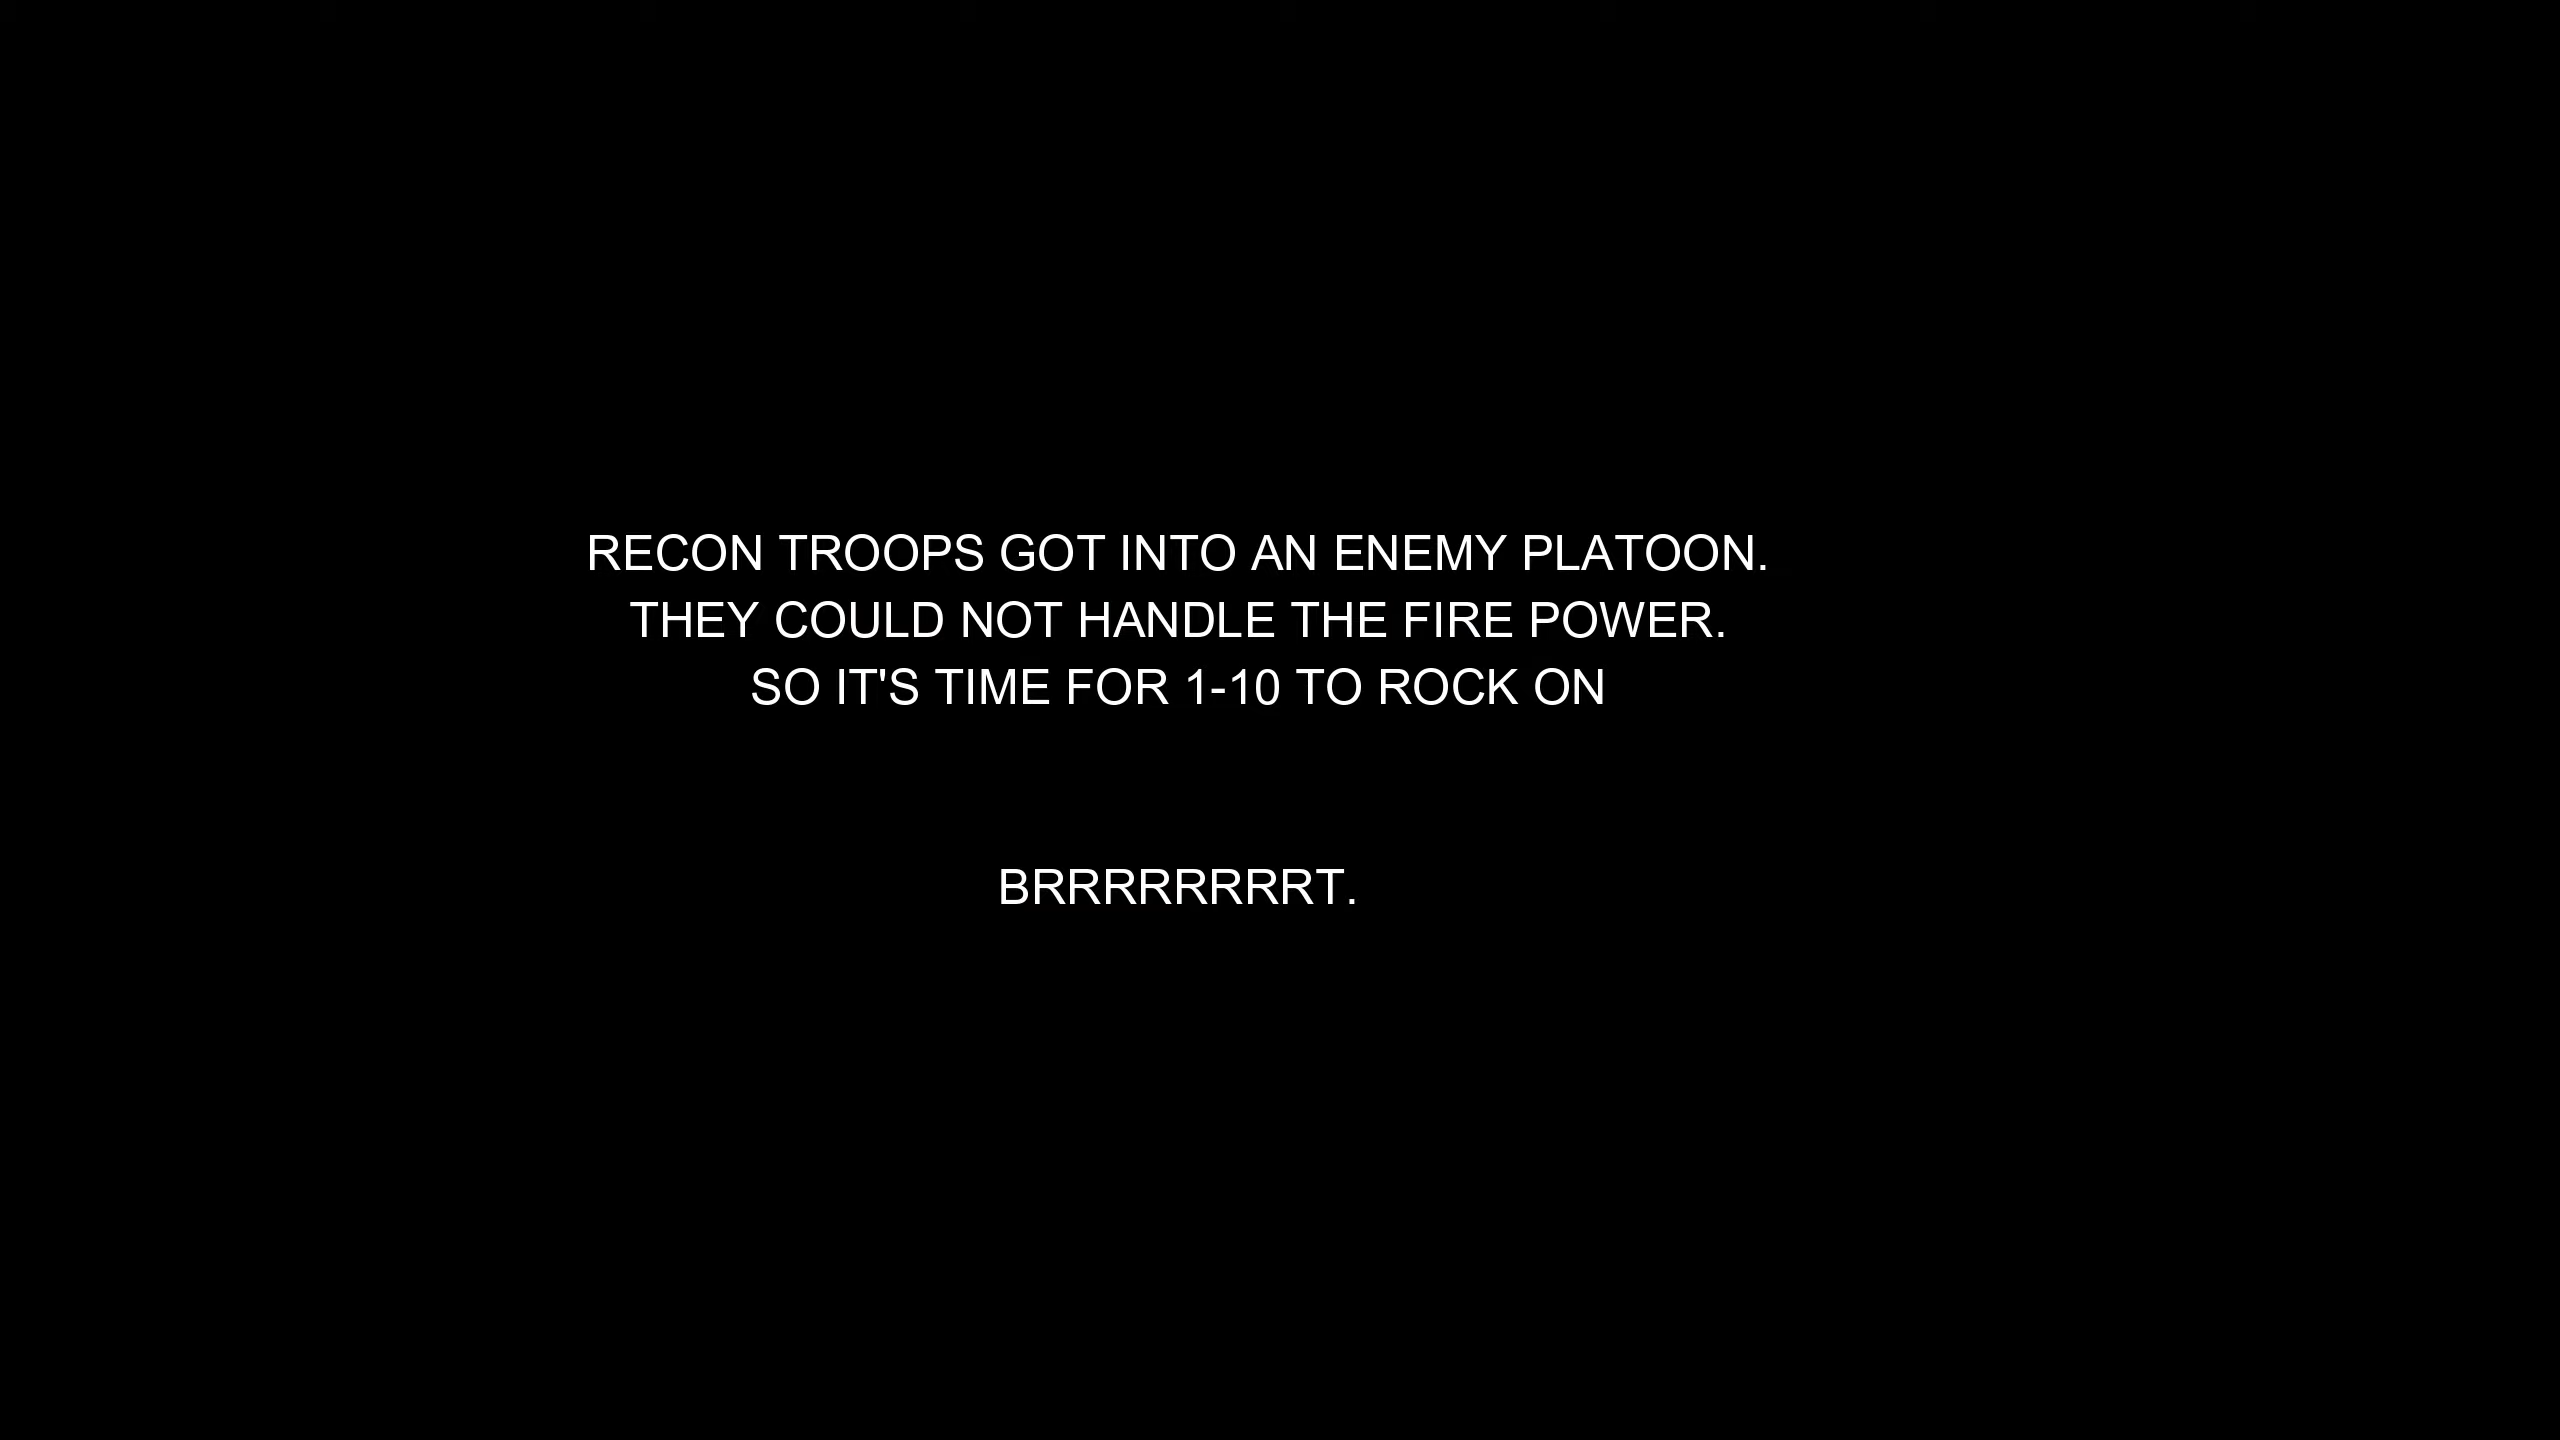 RECON TROOPS GOT INTO AN ENEMY PLATOON.
THEY COULD NOT HANDLE THE FIRE POWER.
SO IT'S TIME FOR 1-10 TO ROCK ON
BRRRRRRRRT.